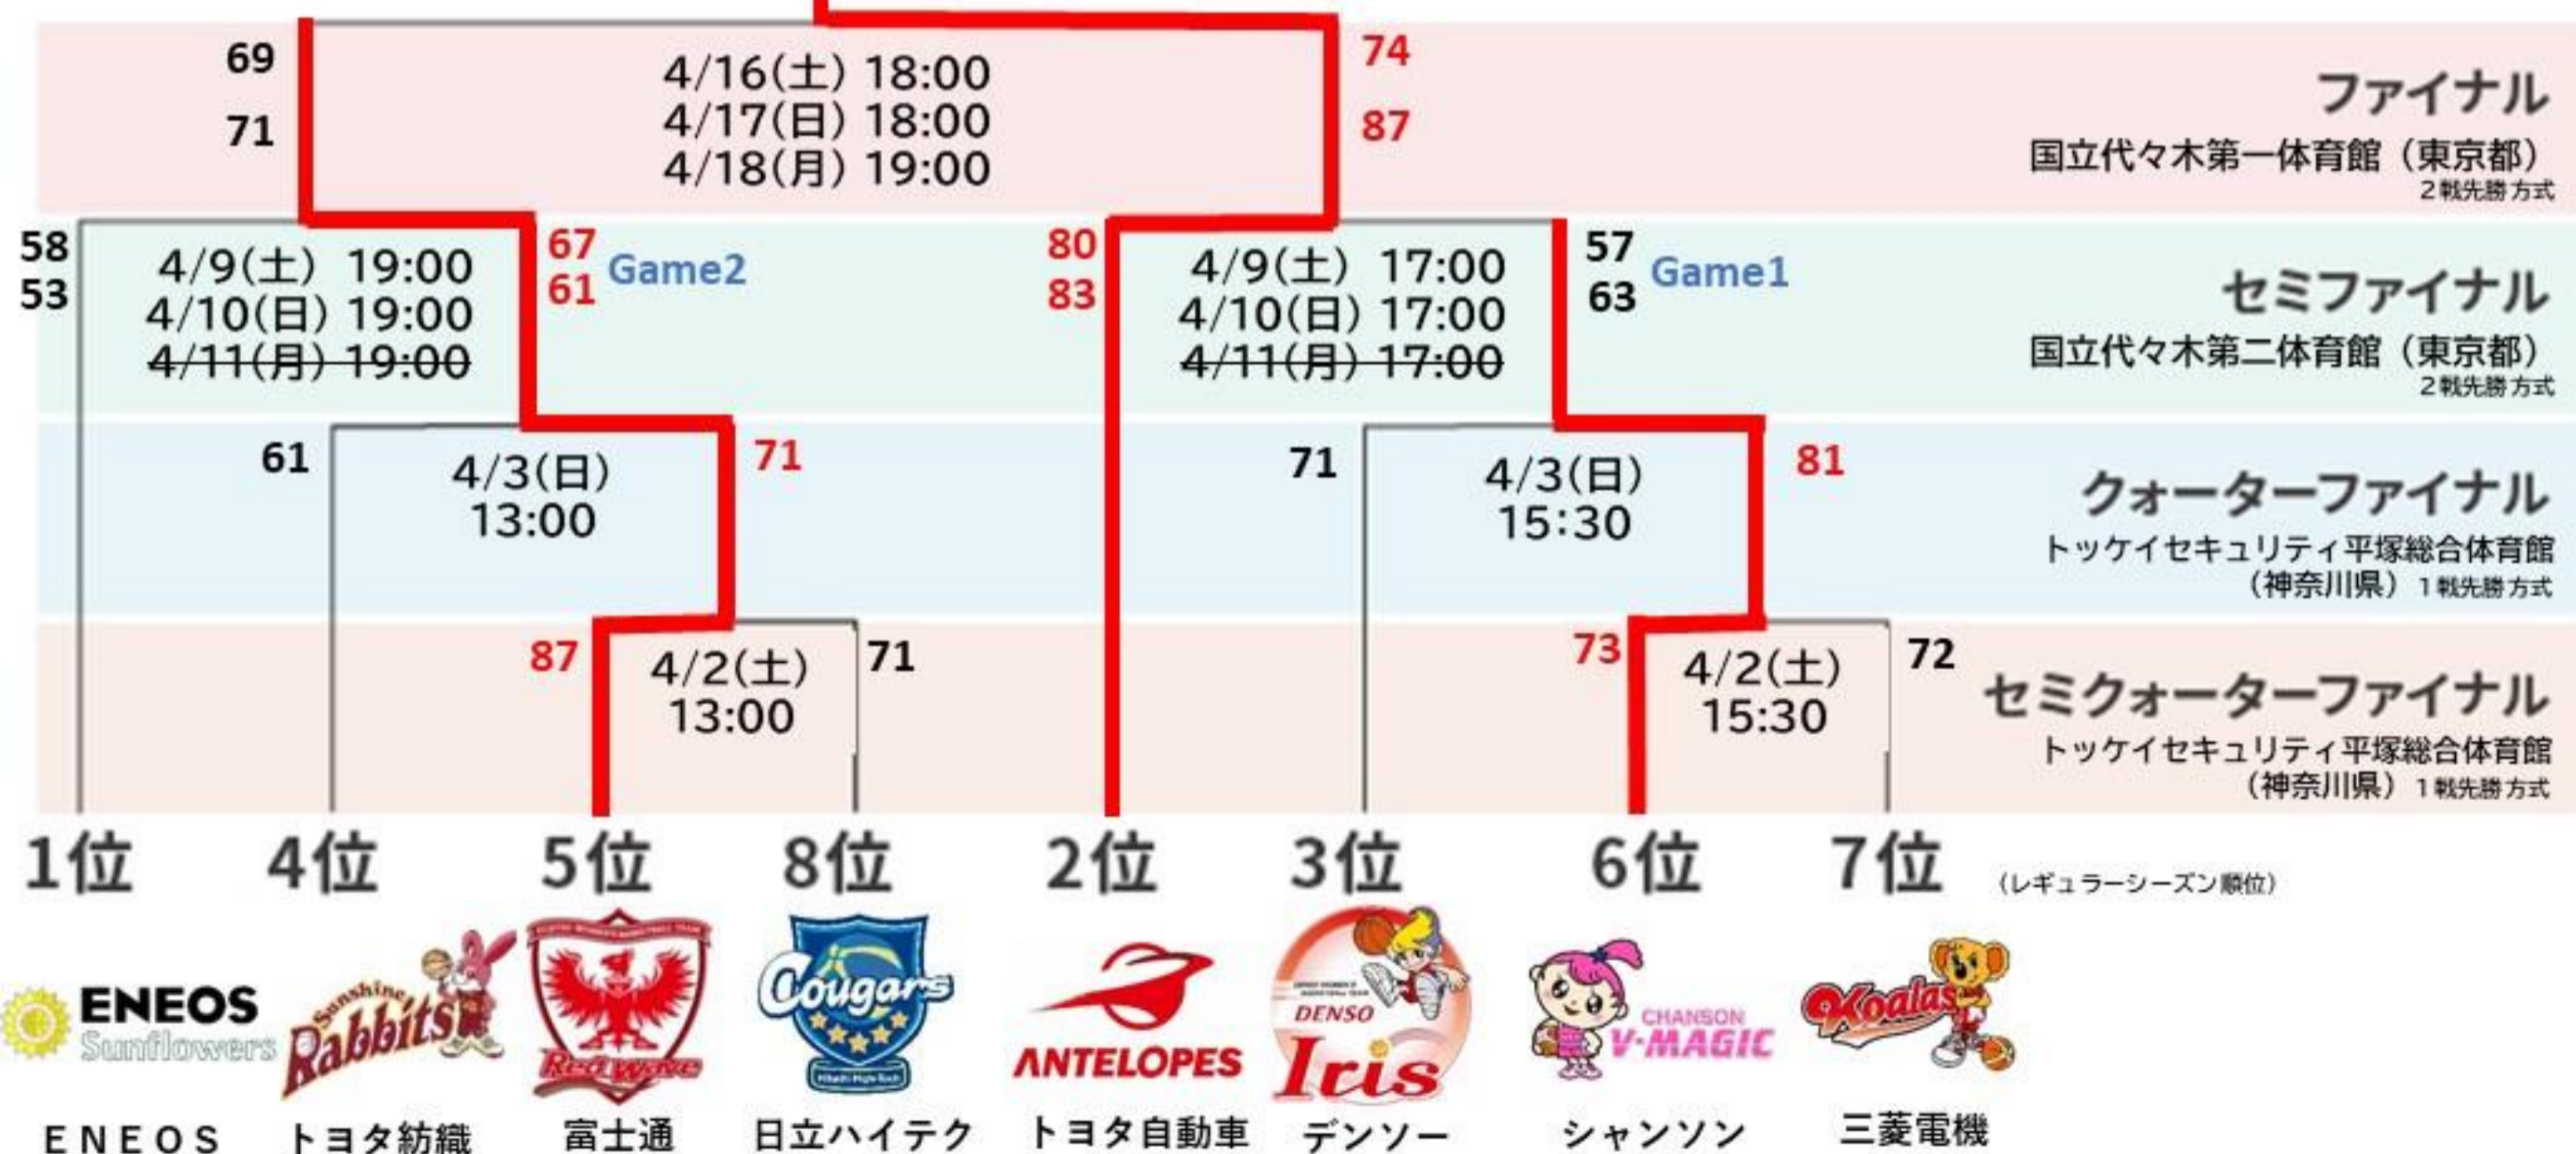 69
4/16(土) 18:00
74
71
4/17(日) 18:00
87
4/18(月) 19:00
ファイナル
国立代々木第一体育館（東京都）
２戦先勝方式
58
53
4/9(土) 19:00
4/10(日) 19:00
4/11(月) 19:00
67
61
Game2
80
83
4/9(土) 17:00
4/10(日) 17:00
4/11(月) 17:00
57
63
Game1
セミファイナル
国立代々木第二体育館（東京都）
２戦先勝方式
61
4/3(日)
13:00
71
71
4/3(日)
15:30
81
クォーターファイナル
トッケイセキュリティ平塚総合体育館
（神奈川県）１戦先勝方式
87
4/2(土)
13:00
71
73
4/2(土)
15:30
72
セミクォーターファイナル
トッケイセキュリティ平塚総合体育館
（神奈川県）１戦先勝方式
1位 4位 5位 8位 2位 3位 6位 7位 （レギュラーシーズン順位）
ENEOS
Sunflowers
Sunshine
Rabbits
Red Wave
Cougars
Hitachi High-Tech
ANTELOPES
DENSO
Iris
CHANSON
V-MAGIC
Koalas
ＥＮＥＯＳ トヨタ紡織 富士通 日立ハイテク トヨタ自動車 デンソー シャンソン 三菱電機